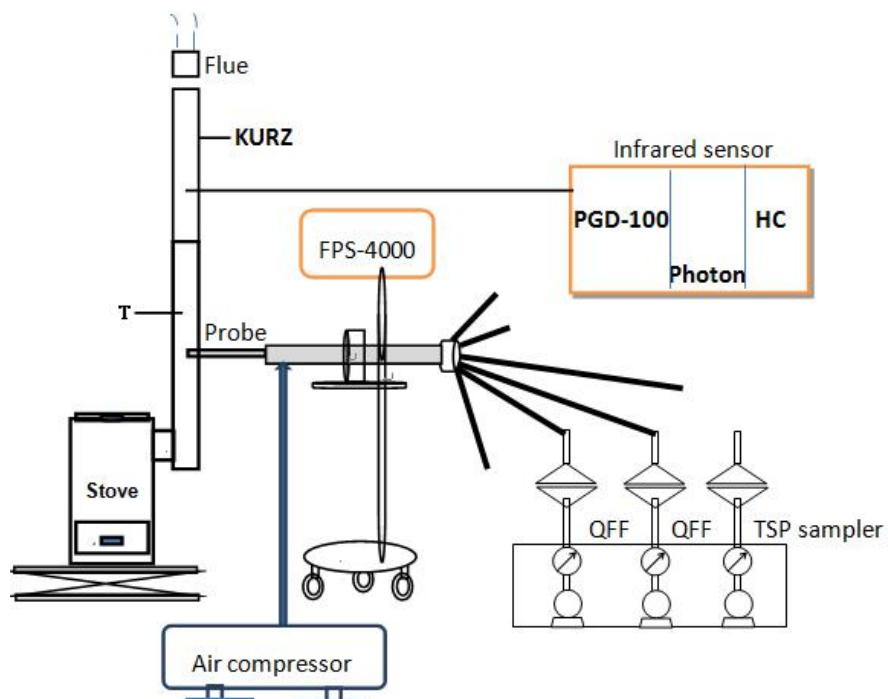 Flue
KURZ
Infrared sensor
PGD-100
HC
Photon
FPS-4000
T
Probe
Stove
QFF
QFF
TSP sampler
Air compressor